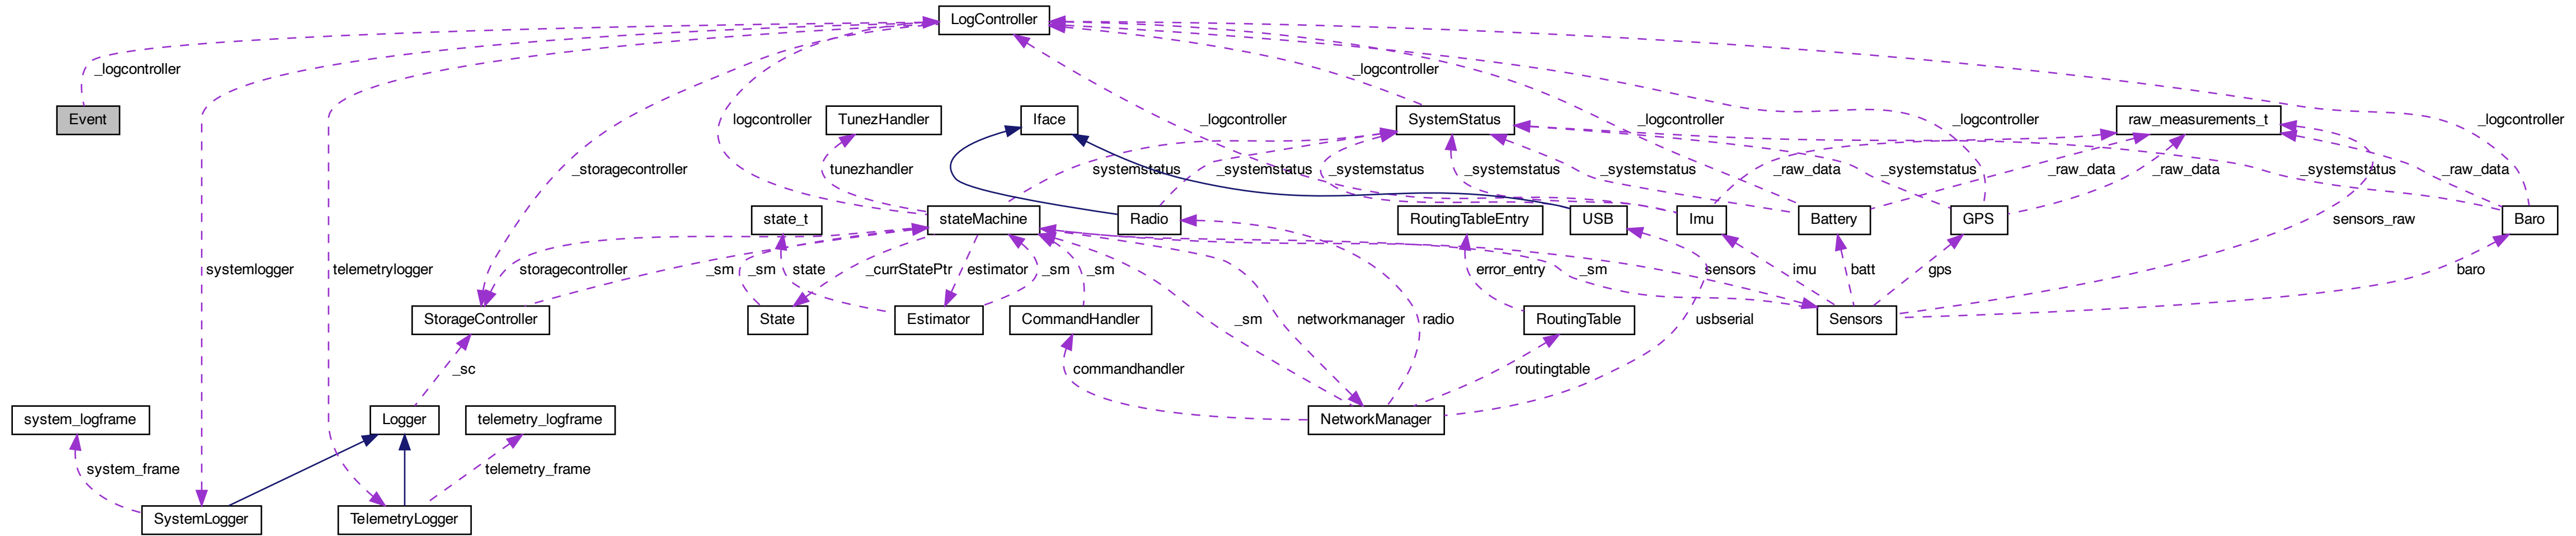 LogController
_logcontroller
_logcontroller
Event
logcontroller
TunezHandler
Iface
_logcontroller
SystemStatus
_logcontroller
_logcontroller
raw_measurements_t
_logcontroller
_storagecontroller
tunezhandler
systemstatus
_systemstatus
_systemstatus
_systemstatus
_systemstatus
_raw_data
_systemstatus
_raw_data
_raw_data
_systemstatus
_raw_data
state_t
stateMachine
Radio
RoutingTableEntry
USB
Imu
Battery
GPS
sensors_raw
Baro
systemlogger
telemetrylogger
storagecontroller
_sm
_sm
state
_currStatePtr
estimator
_sm
_sm
error_entry
_sm
sensors
imu
batt
gps
baro
StorageController
State
Estimator
CommandHandler
_sm
networkmanager
radio
RoutingTable
usbserial
Sensors
_sc
commandhandler
routingtable
system_logframe
Logger
telemetry_logframe
NetworkManager
system_frame
telemetry_frame
SystemLogger
TelemetryLogger